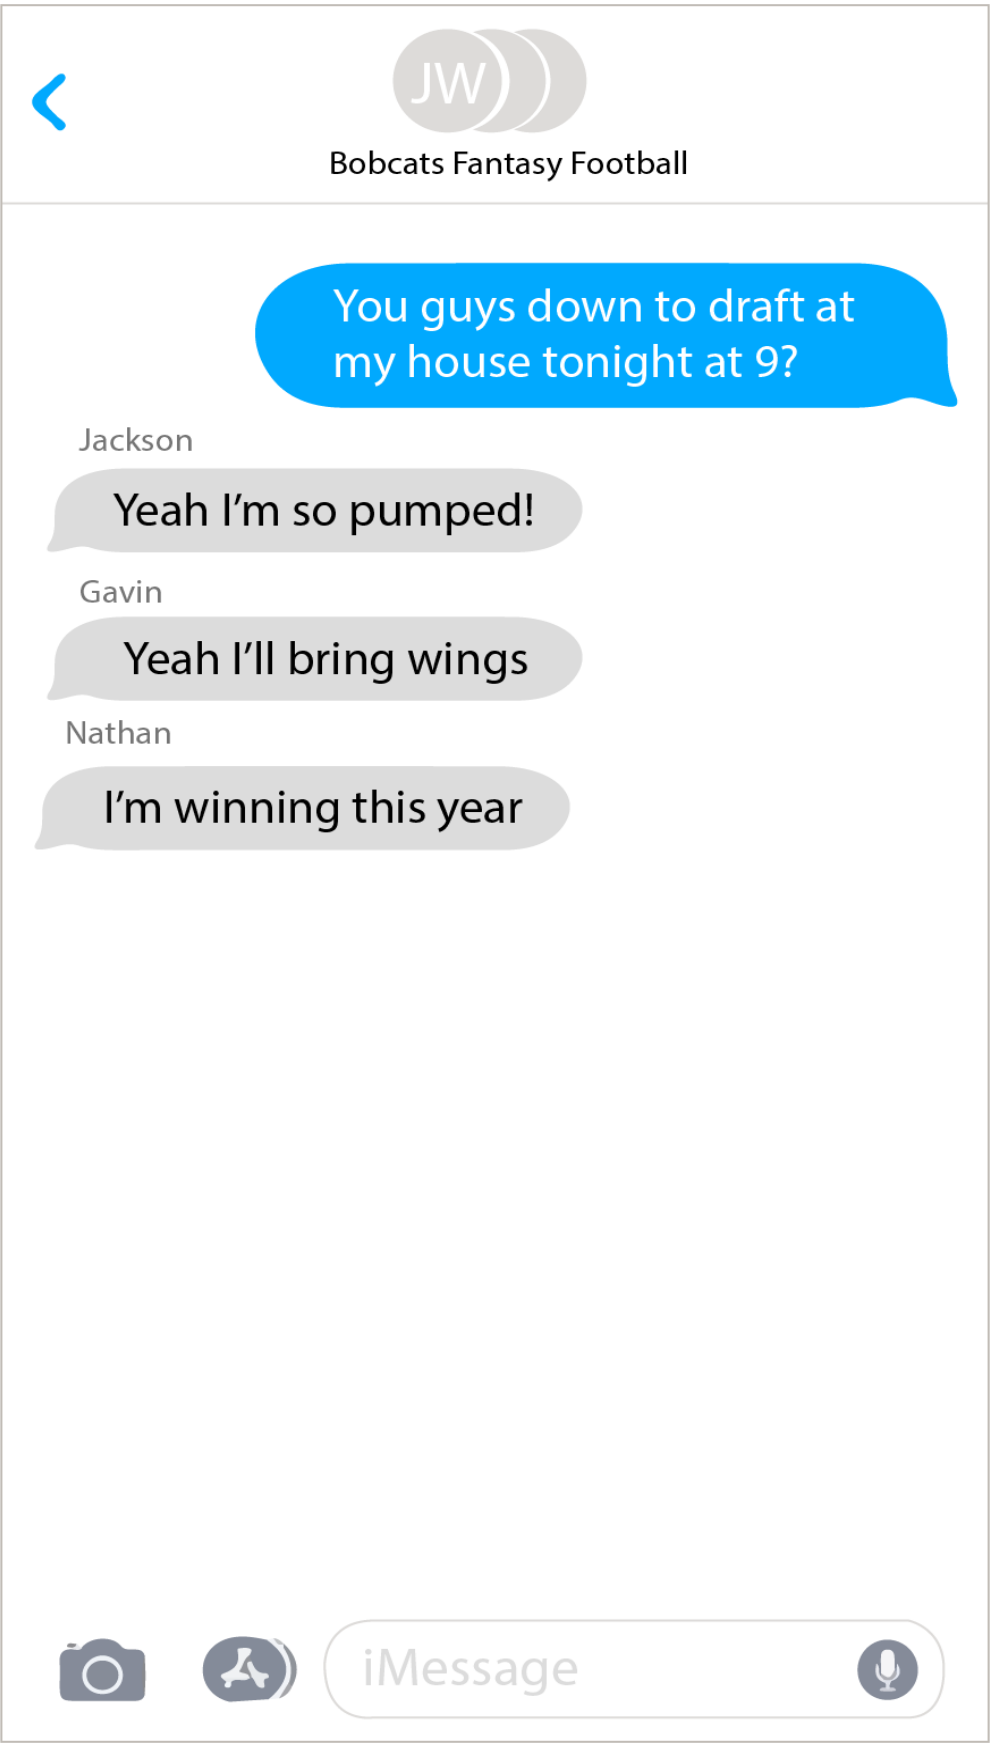 JW
Bobcats Fantasy Football
You guys down to draft at
my house tonight at 9?
Jackson
Yeah I’m so pumped!
Gavin
Yeah I’ll bring wings
Nathan
I’m winning this year
iMessage